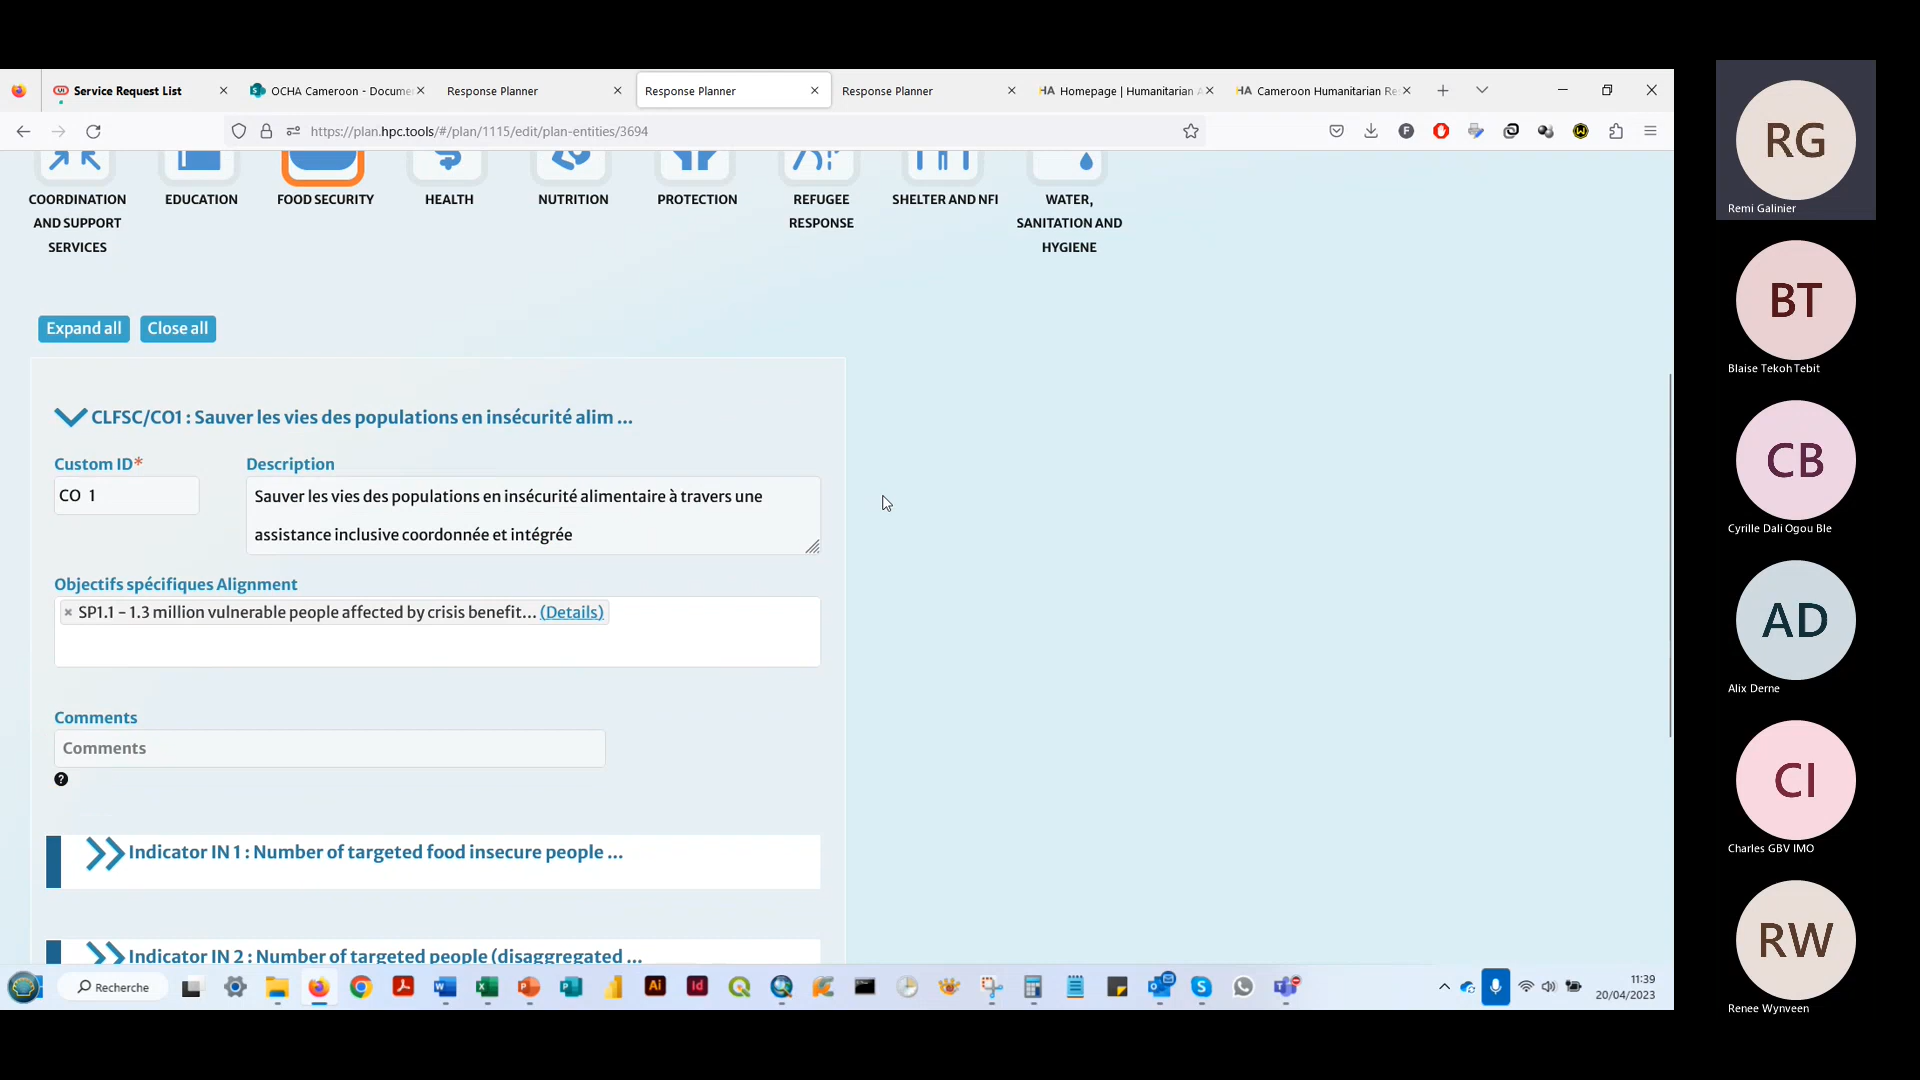 Service Request List
OCHA Cameroon - Docume
Response Planner
Response Planner
Response Planner
HA Homepage | Humanitarian A
HA Cameroon Humanitarian Re
https://plan.hpc.tools/#/plan/1115/edit/plan-entities/3694
COORDINATION
AND SUPPORT
SERVICES
EDUCATION
FOOD SECURITY
HEALTH
NUTRITION
PROTECTION
REFUGEE
RESPONSE
SHELTER AND NFI
WATER,
SANITATION AND
HYGIENE
Expand all
Close all
CLFSC/CO1 : Sauver les vies des populations en insécurité alim ...
Custom ID*
Description
CO 1
Sauver les vies des populations en insécurité alimentaire à travers une
assistance inclusive coordonnée et intégrée
Objectifs spécifiques Alignment
× SP1.1 - 1.3 million vulnerable people affected by crisis benefit... (Details)
Comments
Comments
?
Indicator IN 1 : Number of targeted food insecure people ...
Indicator IN 2 : Number of targeted people (disaggregated ...
Recherche
11:39
20/04/2023
RG
Remi Galinier
BT
Blaise Tekoh Tebit
CB
Cyrille Dali Ogou Ble
AD
Alix Derne
CI
Charles GBV IMO
RW
Renee Wynveen